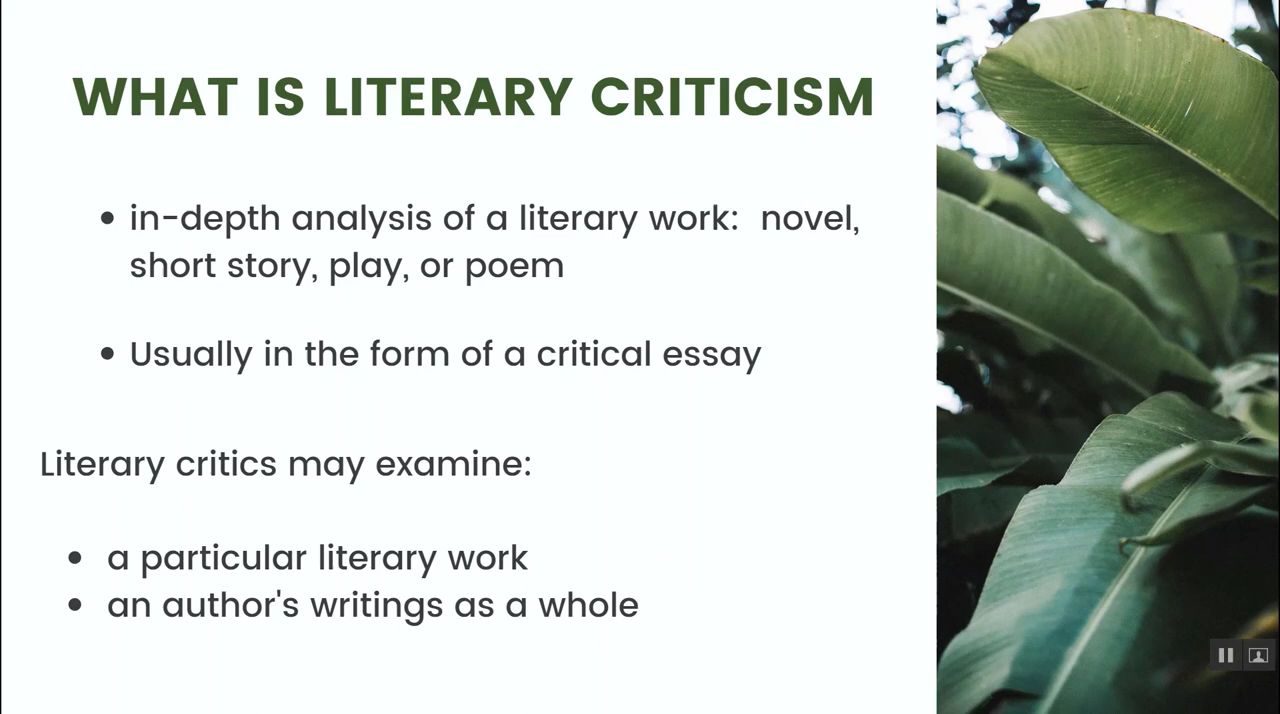 WHAT IS LITERARY CRITICISM
• in-depth analysis of a literary work:  novel,
short story, play, or poem
• Usually in the form of a critical essay
Literary critics may examine:
• a particular literary work
• an author's writings as a whole